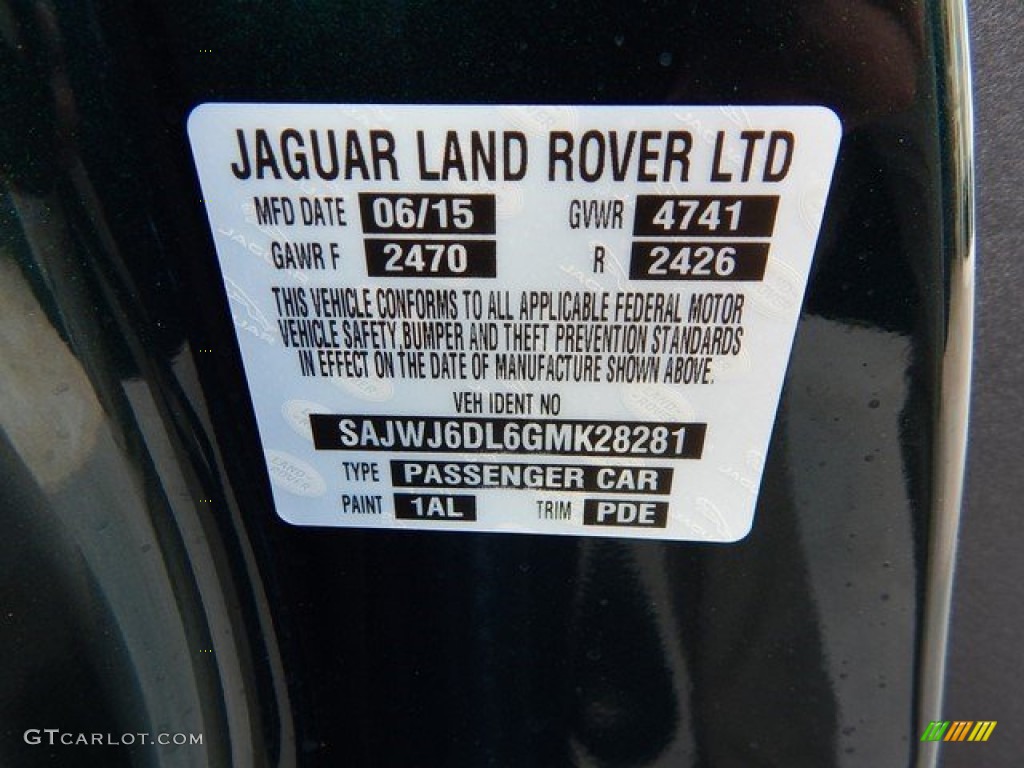 JAGUAR LAND ROVER LTD
MFD DATE 06/15 GVWR 4741
GAWR F 2470 R 2426
THIS VEHICLE CONFORMS TO ALL APPLICABLE FEDERAL MOTOR
VEHICLE SAFETY, BUMPER AND THEFT PREVENTION STANDARDS
IN EFFECT ON THE DATE OF MANUFACTURE SHOWN ABOVE.
VEH IDENT NO
SAJWJ6DL6GMK28281
TYPE PASSENGER CAR
PAINT 1AL TRIM PDE
GTCARLOT.COM